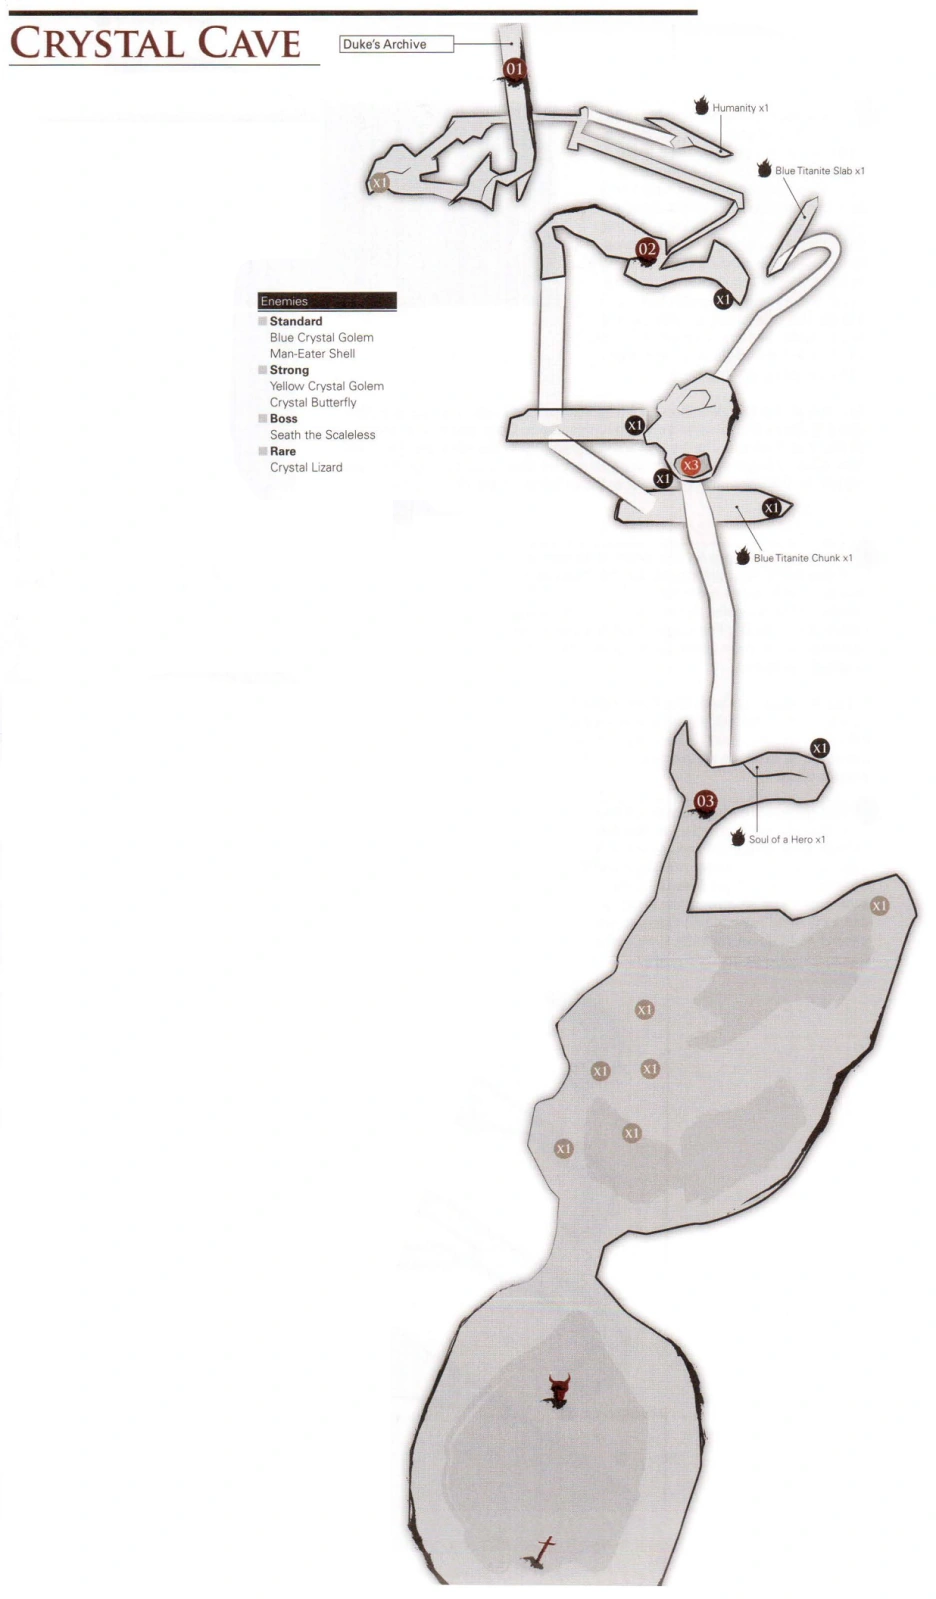 CRYSTAL CAVE
Duke's Archive
01
Humanity x1
Blue Titanite Slab x1
x1
02
x1
Enemies
Standard
Blue Crystal Golem
Man-Eater Shell
Strong
Yellow Crystal Golem
Crystal Butterfly
Boss
Seath the Scaleless
Rare
Crystal Lizard
x1
x3
x1
x1
Blue Titanite Chunk x1
x1
03
Soul of a Hero x1
x1
x1
x1
x1
x1
x1